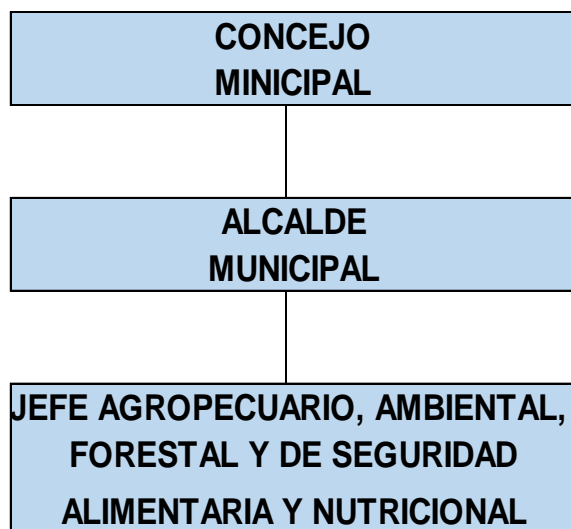 CONCEJO
MINICIPAL
ALCALDE
MUNICIPAL
JEFE AGROPECUARIO, AMBIENTAL,
FORESTAL Y DE SEGURIDAD
ALIMENTARIA Y NUTRICIONAL